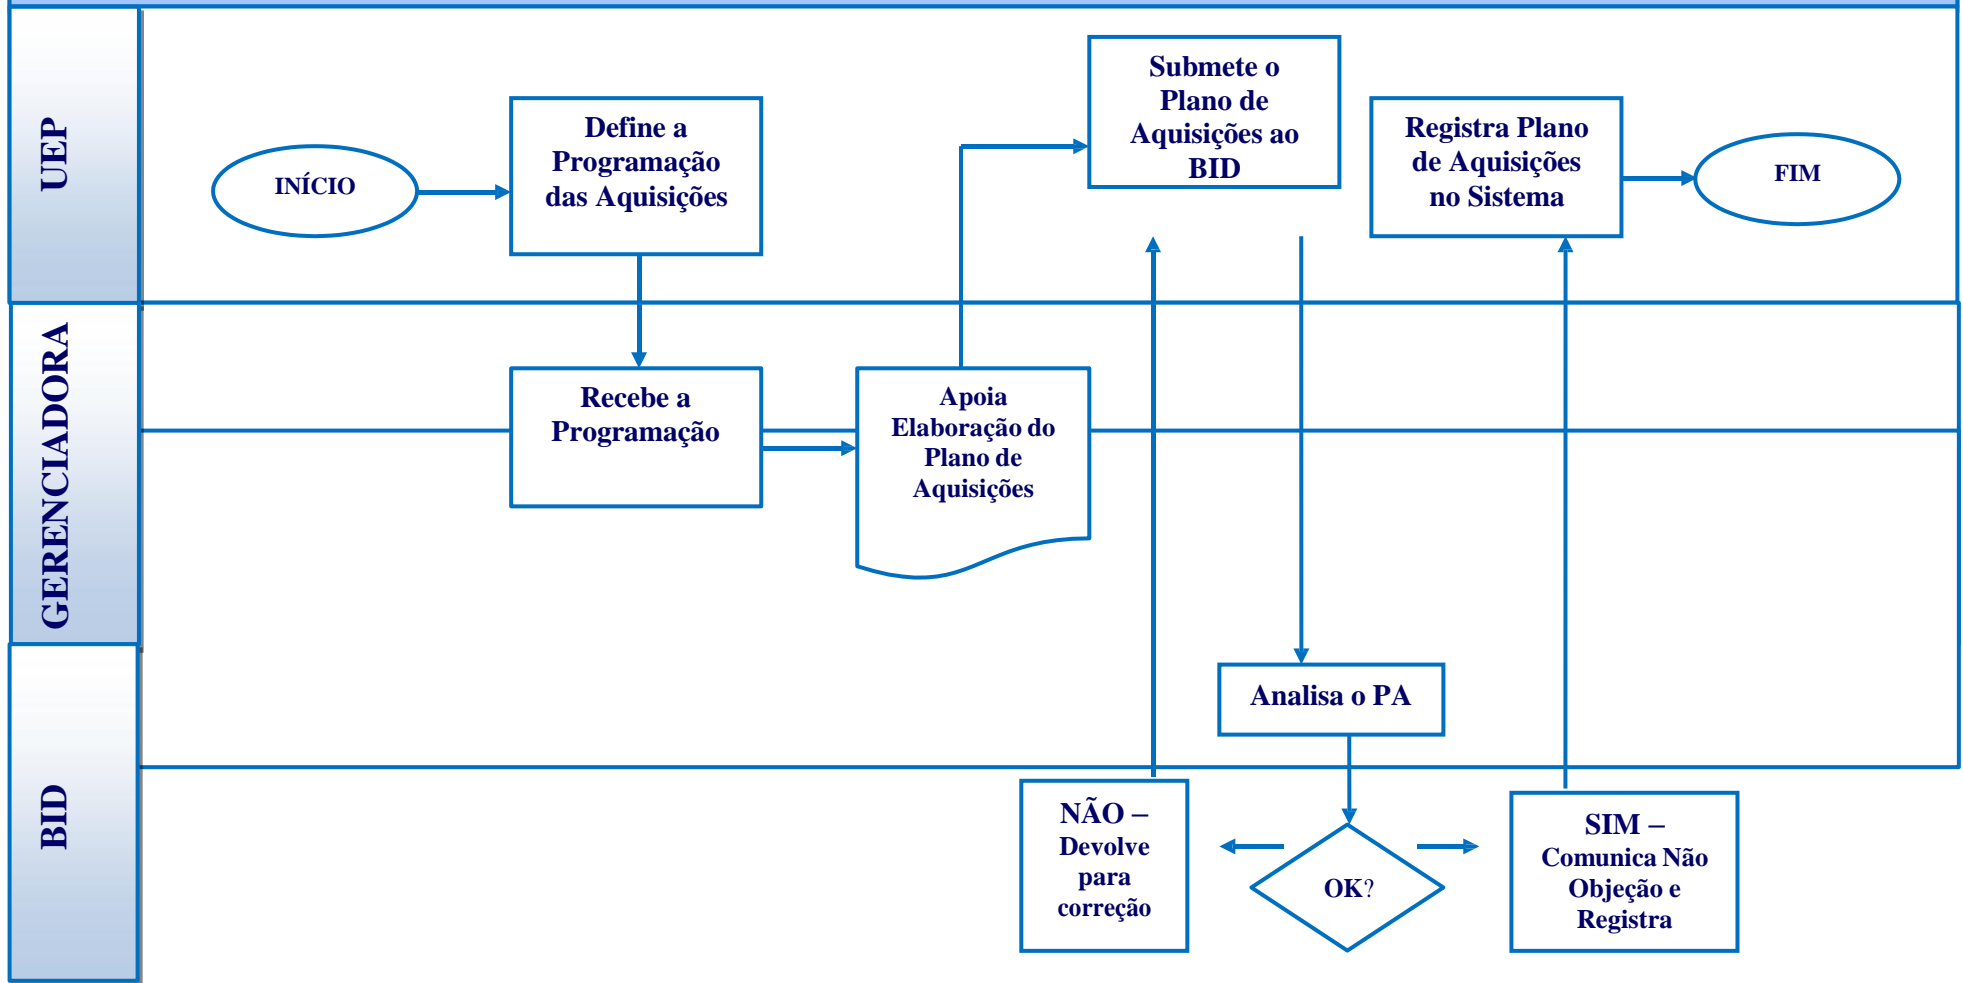 UEP
INÍCIO
Define a
Programação
das Aquisições
Submete o
Plano de
Aquisições ao
BID
Registra Plano
de Aquisições
no Sistema
FIM
GERENCIADORA
Recebe a
Programação
Apoia
Elaboração do
Plano de
Aquisições
BID
Analisa o PA
NÃO –
Devolve
para
correção
OK?
SIM –
Comunica Não
Objeção e
Registra